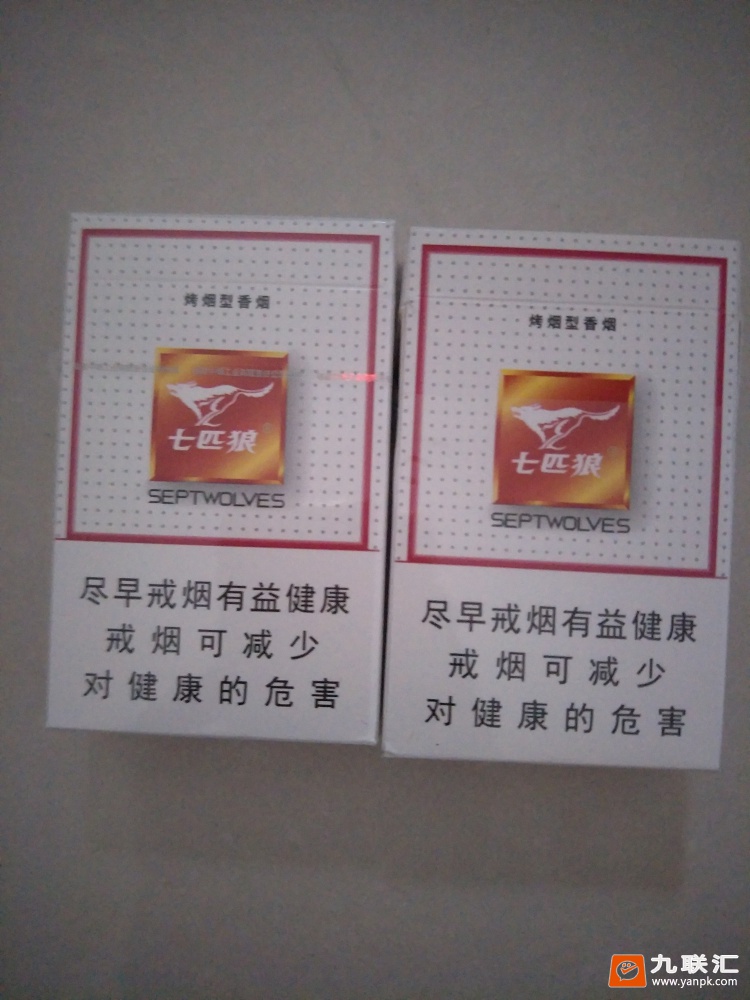 烤烟型香烟
七匹狼
SEPTWOLVES
尽早戒烟有益健康
戒烟可减少
对健康的危害
烤烟型香烟
七匹狼
SEPTWOLVES
尽早戒烟有益健康
戒烟可减少
对健康的危害
九联汇
www.yanpk.com